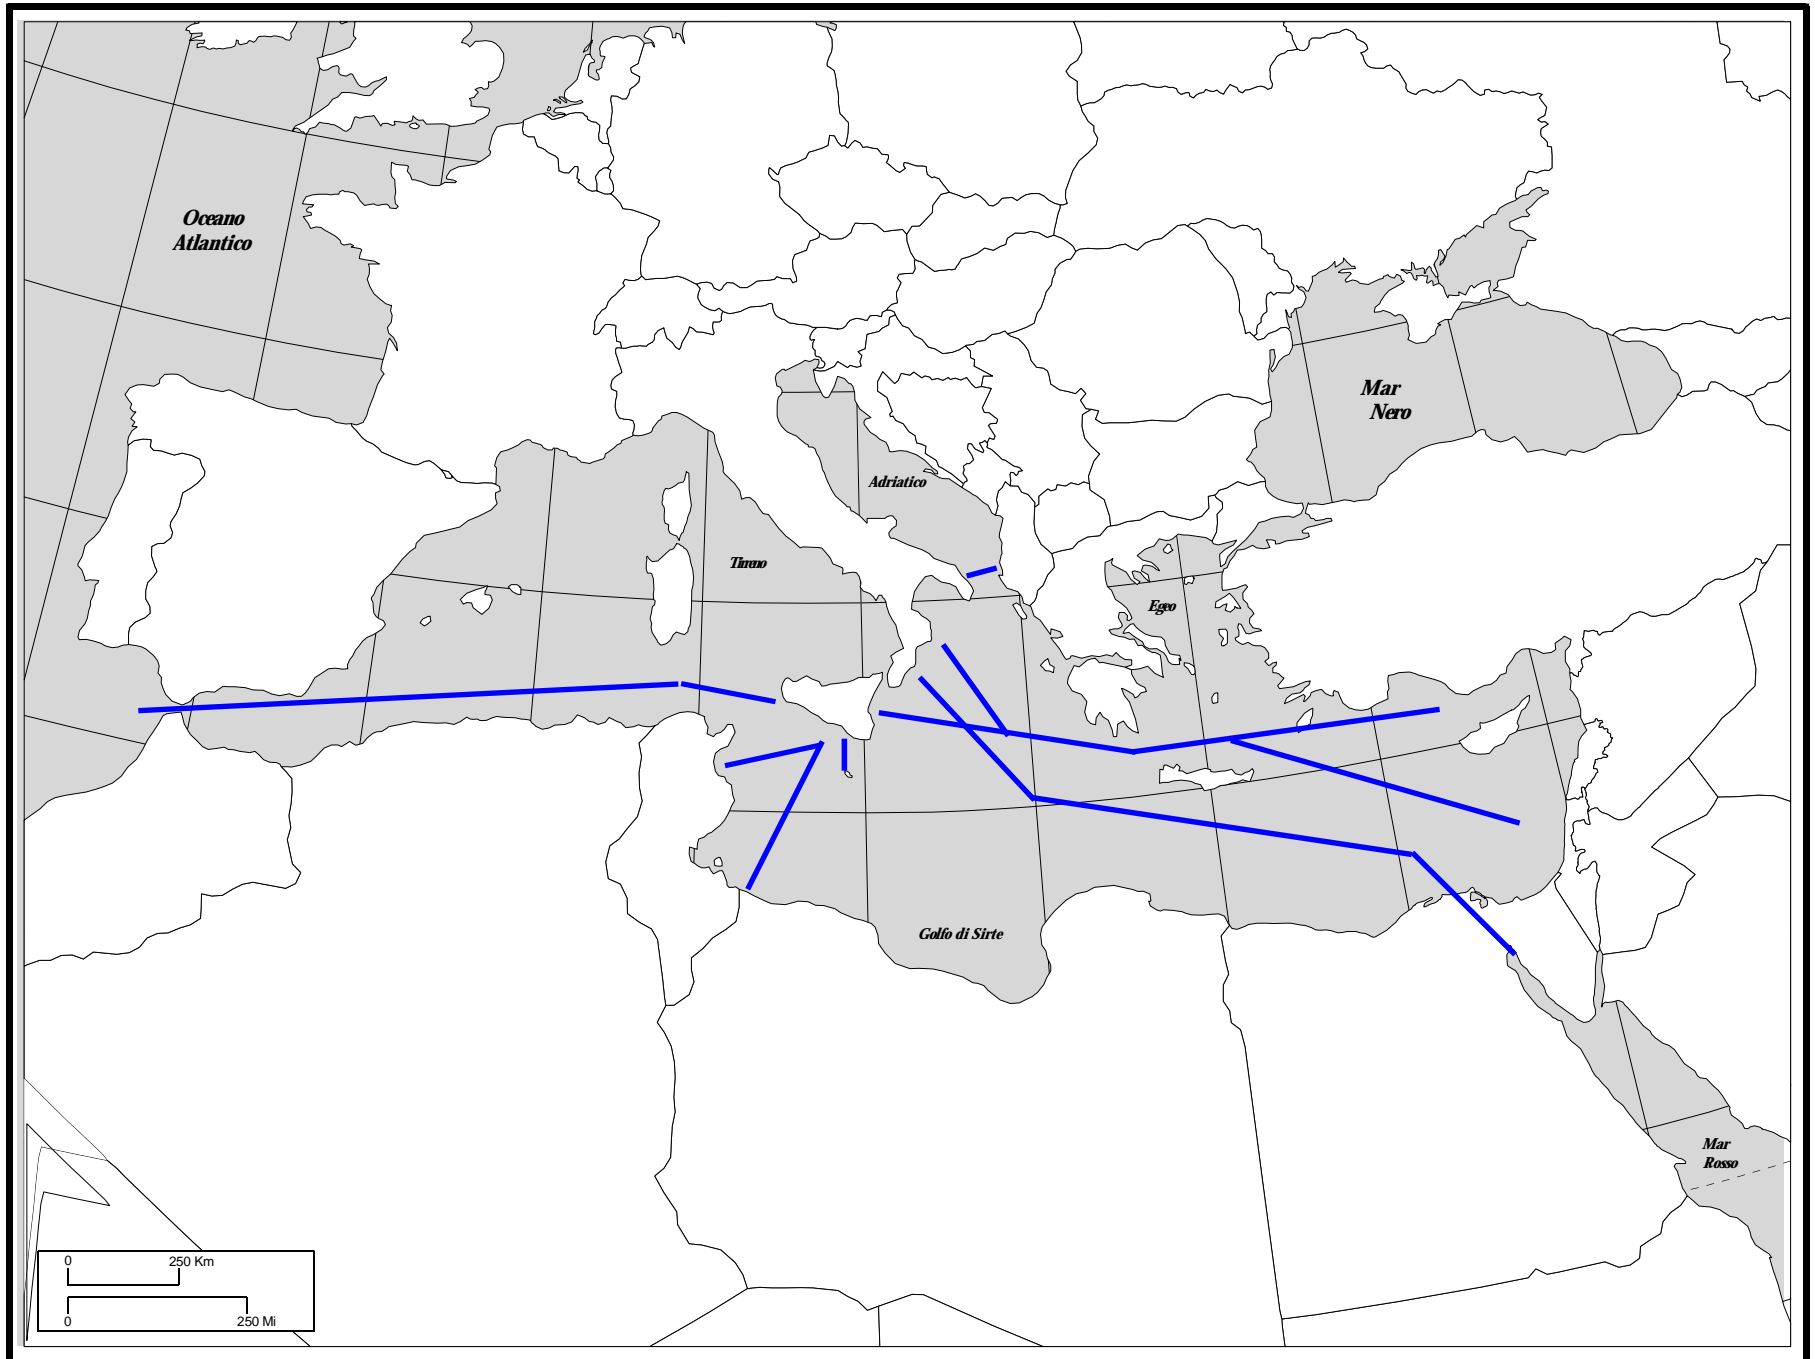 Oceano
Atlantico
Mar
Nero
Adriatico
Tirreno
Egeo
Golfo di Sirte
Mar
Rosso
0 250 Km
0 250 Mi